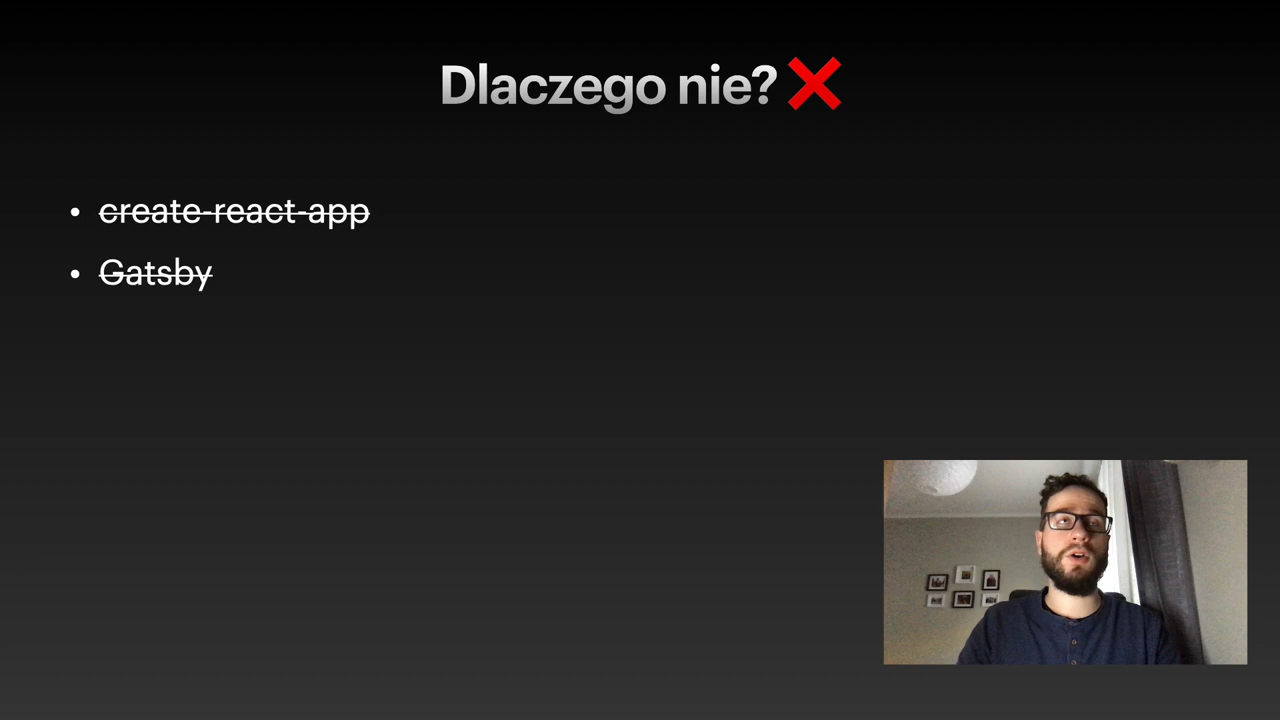 Dlaczego nie? ❌
• create-react-app
• Gatsby